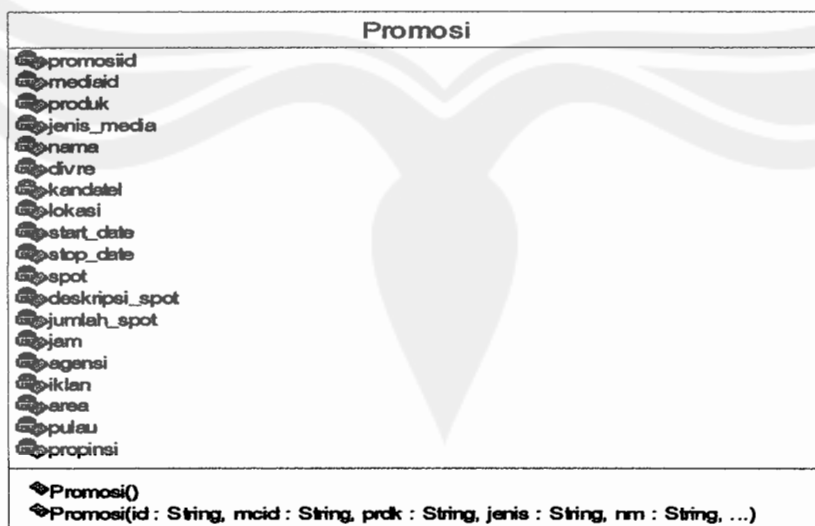 Promosi
promosiid
mediaid
produk
jenis_media
nama
divre
kandatel
lokasi
start_date
stop_date
spot
deskripsi_spot
jumlah_spot
jam
agensi
iklan
area
pulau
propinsi
Promosi()
Promosi(id : String, mcid : String, prdk : String, jenis : String, nm : String, ...)